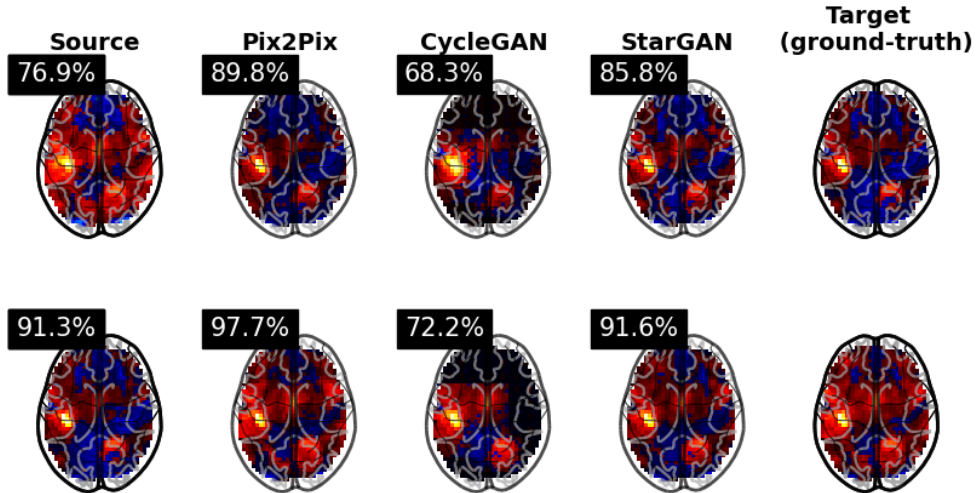 Source
Pix2Pix
CycleGAN
StarGAN
Target
(ground-truth)
76.9%
89.8%
68.3%
85.8%
91.3%
97.7%
72.2%
91.6%